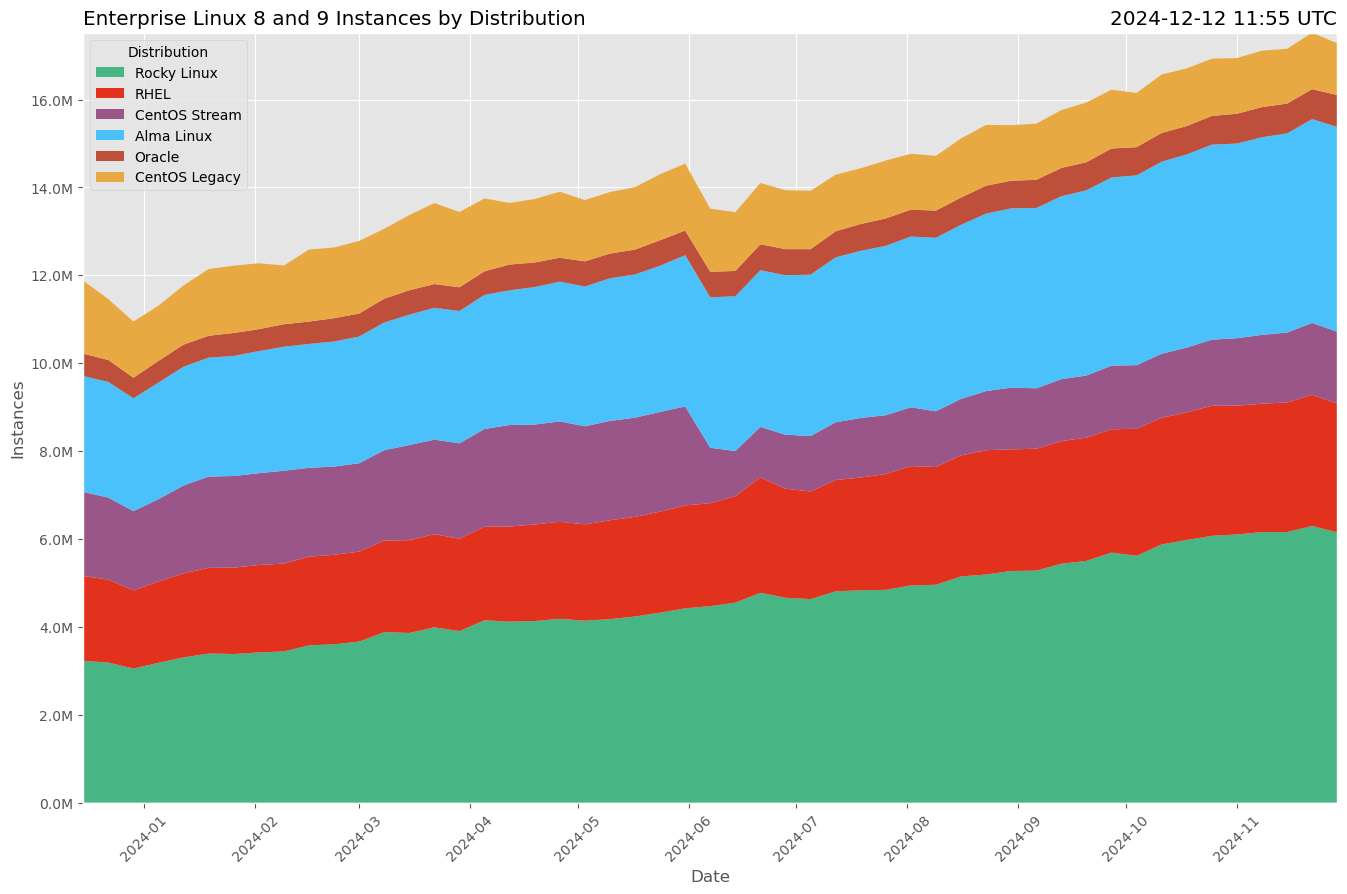 Enterprise Linux 8 and 9 Instances by Distribution
2024-12-12 11:55 UTC
Distribution
Rocky Linux
RHEL
CentOS Stream
Alma Linux
Oracle
CentOS Legacy
16.0M
14.0M
12.0M
10.0M
8.0M
6.0M
4.0M
2.0M
0.0M
Instances
2024-01
2024-02
2024-03
2024-04
2024-05
2024-06
2024-07
2024-08
2024-09
2024-10
2024-11
Date